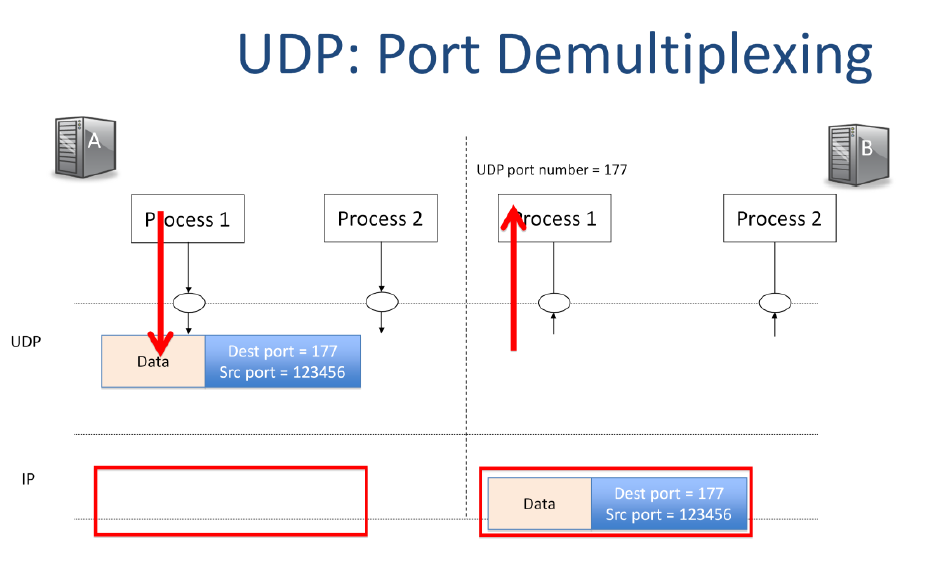 UDP: Port Demultiplexing
A
B
UDP port number = 177
Process 1
Process 2
Process 1
Process 2
UDP
Data
Dest port = 177
Src port = 123456
IP
Data
Dest port = 177
Src port = 123456